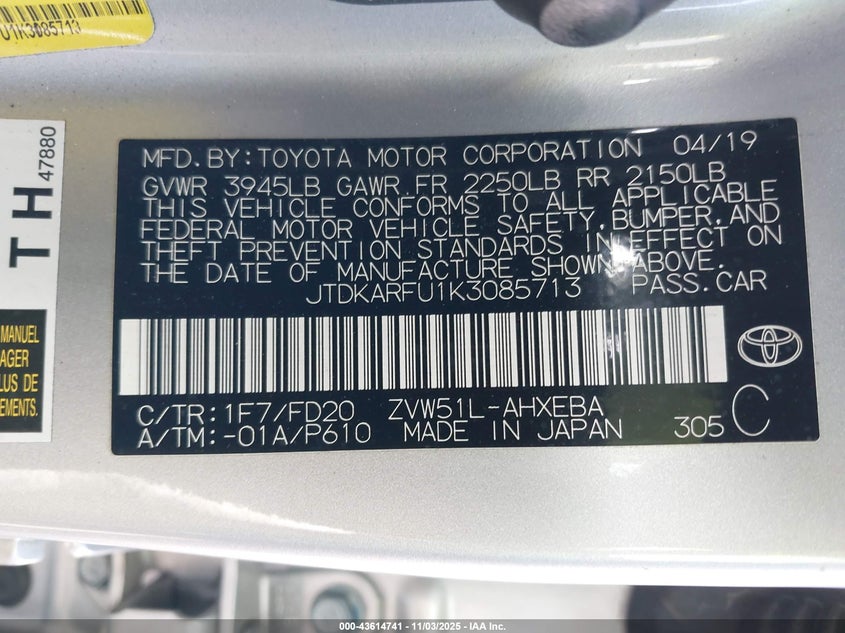 U1K3085713
47880
TH
MANUEL
AGER
LUS DE
EMENTS.
MFD. BY: TOYOTA MOTOR CORPORATION 04/19
GVWR 3945LB GAWR FR 2250LB RR 2150LB
THIS VEHICLE CONFORMS TO ALL APPLICABLE
FEDERAL MOTOR VEHICLE SAFETY, BUMPER, AND
THEFT PREVENTION STANDARDS IN EFFECT ON
THE DATE OF MANUFACTURE SHOWN ABOVE.
JTDKARFU1K3085713 PASS. CAR
C/TR: 1F7/FD20 ZVW51L-AHXEBA
A/TM: -01A/P610 MADE IN JAPAN 305 C
000-43614741 - 11/03/2025 - IAA Inc.